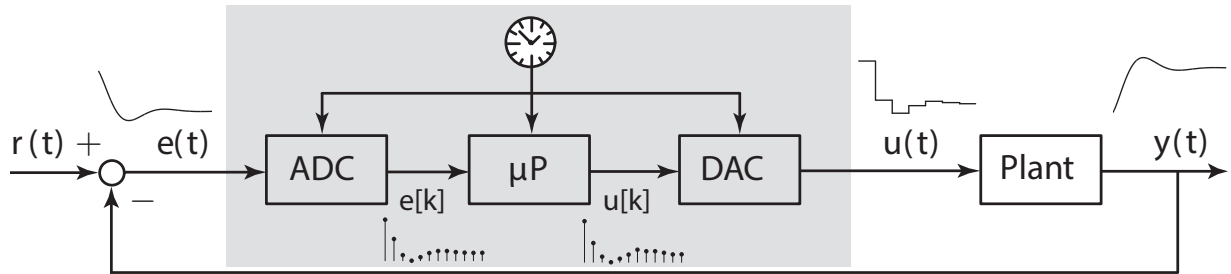 r(t)
+
e(t)
ADC
e[k]
μP
u[k]
DAC
u(t)
Plant
y(t)
−